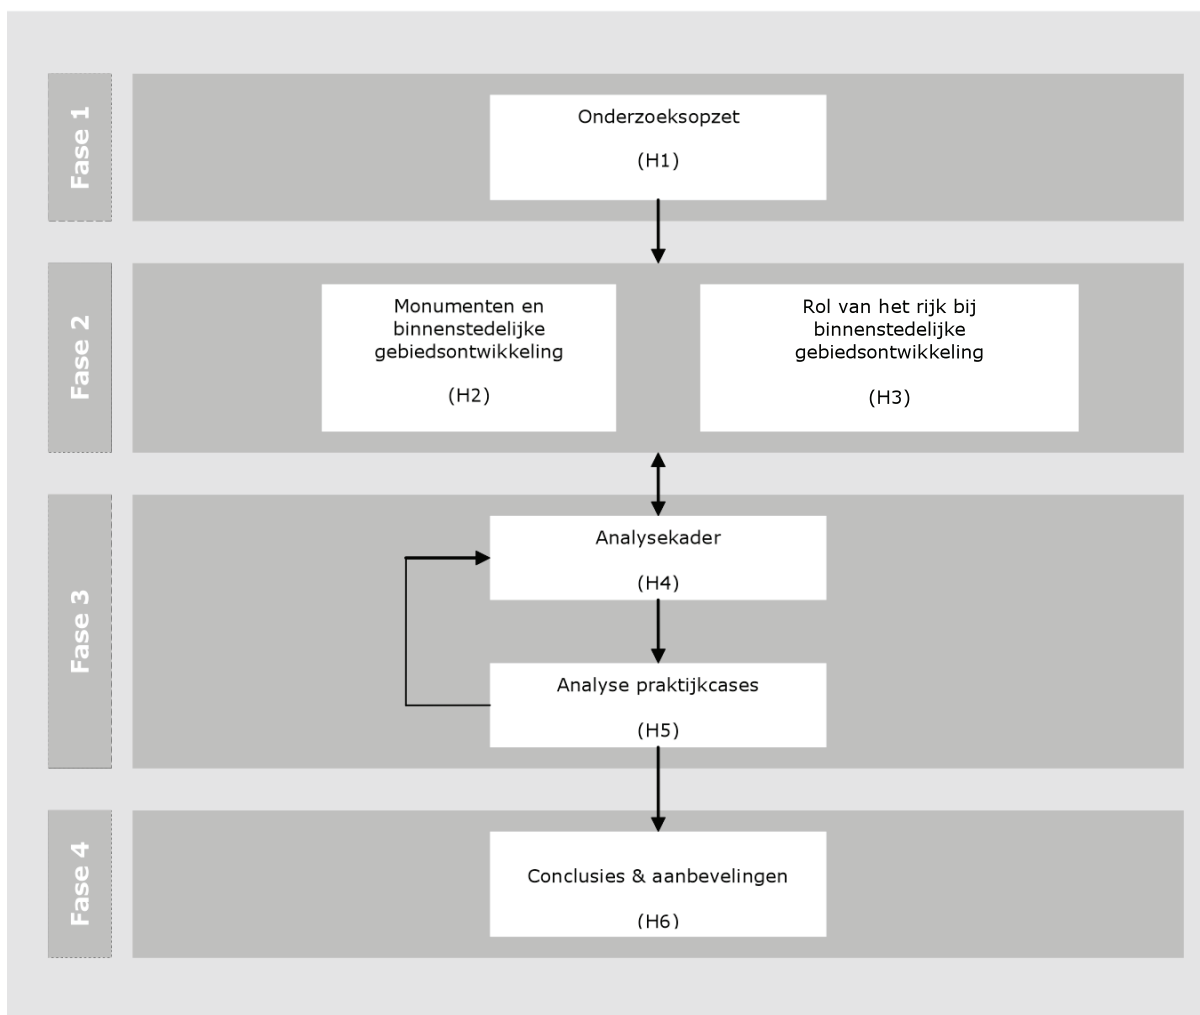 Fase 1
Onderzoeksopzet
(H1)
Fase 2
Monumenten en
binnenstedelijke
gebiedsontwikkeling
(H2)
Rol van het rijk bij
binnenstedelijke
gebiedsontwikkeling
(H3)
Fase 3
Analysekader
(H4)
Analyse praktijkcases
(H5)
Fase 4
Conclusies & aanbevelingen
(H6)